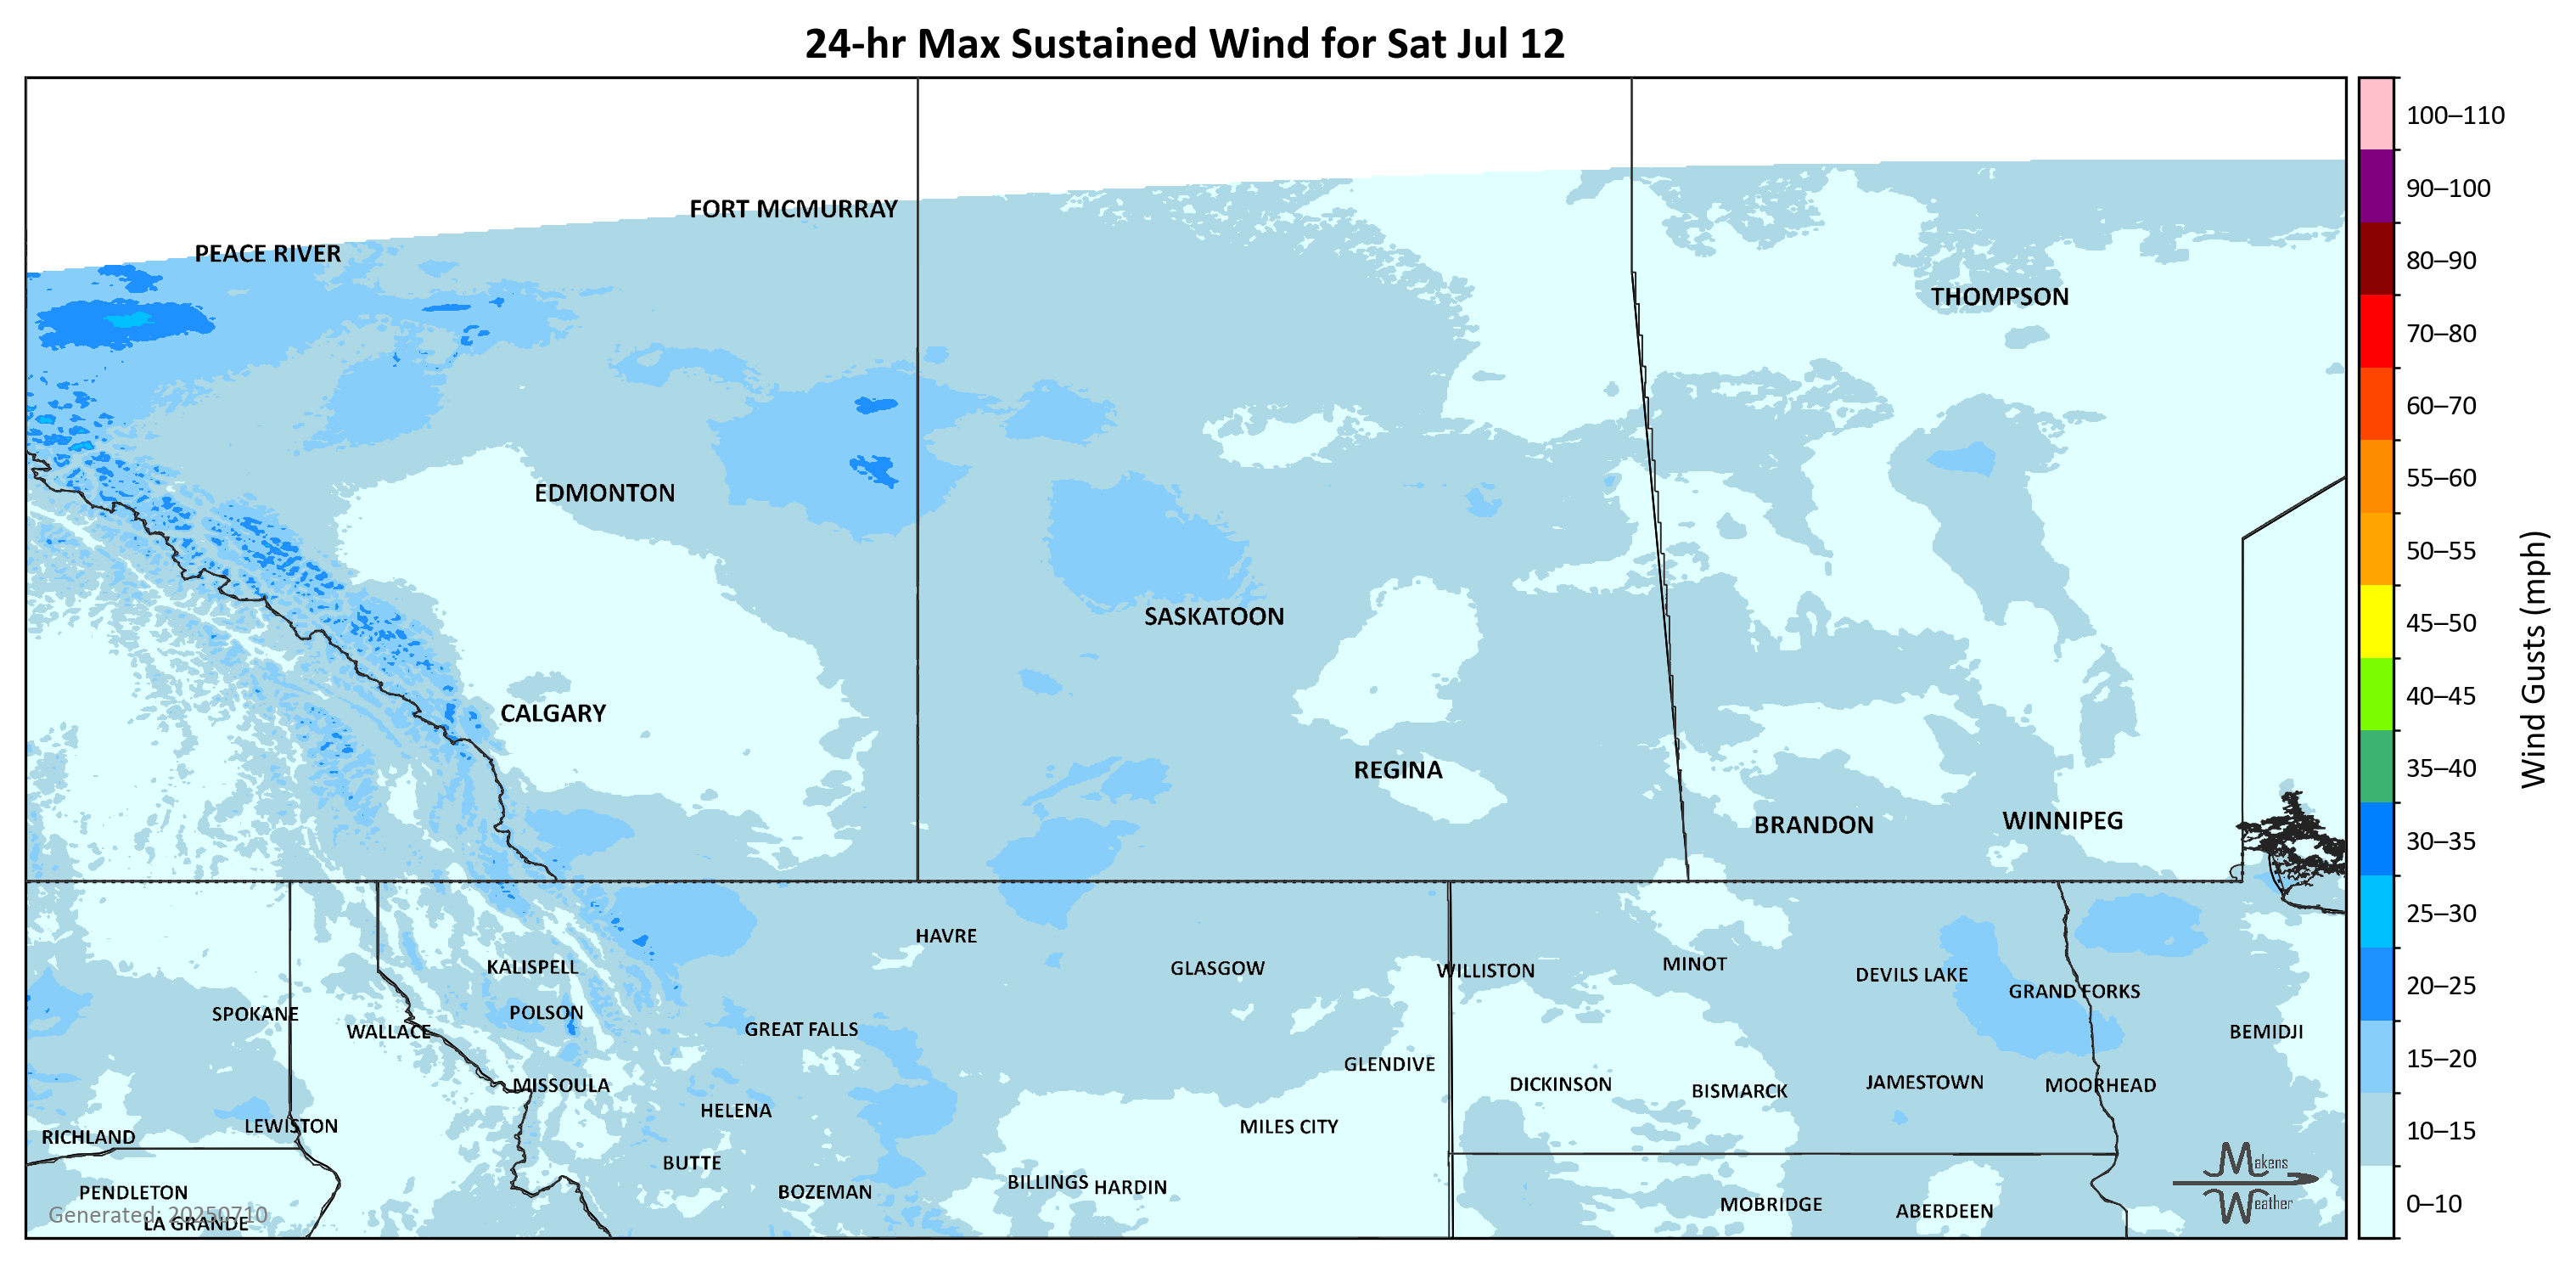 24-hr Max Sustained Wind for Sat Jul 12
FORT MCMURRAY
PEACE RIVER
THOMPSON
EDMONTON
SASKATOON
CALGARY
REGINA
BRANDON
WINNIPEG
HAVRE
KALISPELL
GLASGOW
WILLISTON
MINOT
DEVILS LAKE
GRAND FORKS
SPOKANE
POLSON
WALLACE
GREAT FALLS
BEMIDJI
GLENDIVE
MISSOULA
DICKINSON
BISMARCK
JAMESTOWN
MOORHEAD
HELENA
LEWISTON
MILES CITY
RICHLAND
BUTTE
PENDLETON
BOZEMAN
BILLINGS
HARDIN
MOBRIDGE
ABERDEEN
Generated: 20250710
LA GRANDE
Makens
Weather
100–110
90–100
80–90
70–80
60–70
55–60
50–55
45–50
40–45
35–40
30–35
25–30
20–25
15–20
10–15
0–10
Wind Gusts (mph)